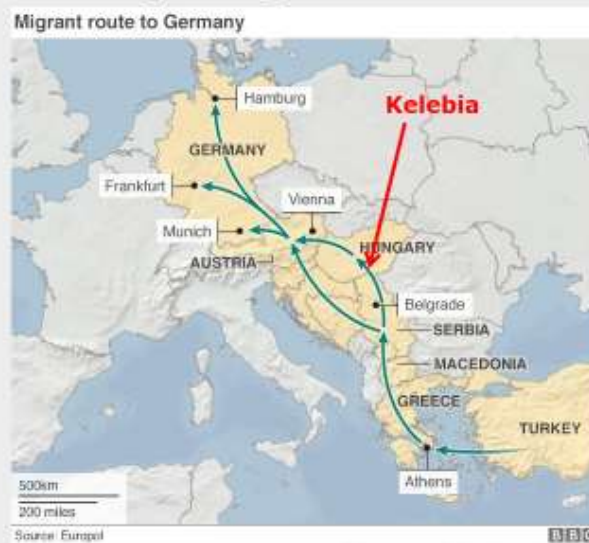 Migrant route to Germany
Hamburg
Kelebia
GERMANY
Frankfurt
Vienna
Munich
HUNGARY
AUSTRIA
Belgrade
SERBIA
MACEDONIA
GREECE
TURKEY
Athens
500km
200 miles
Source: Europol
BBC